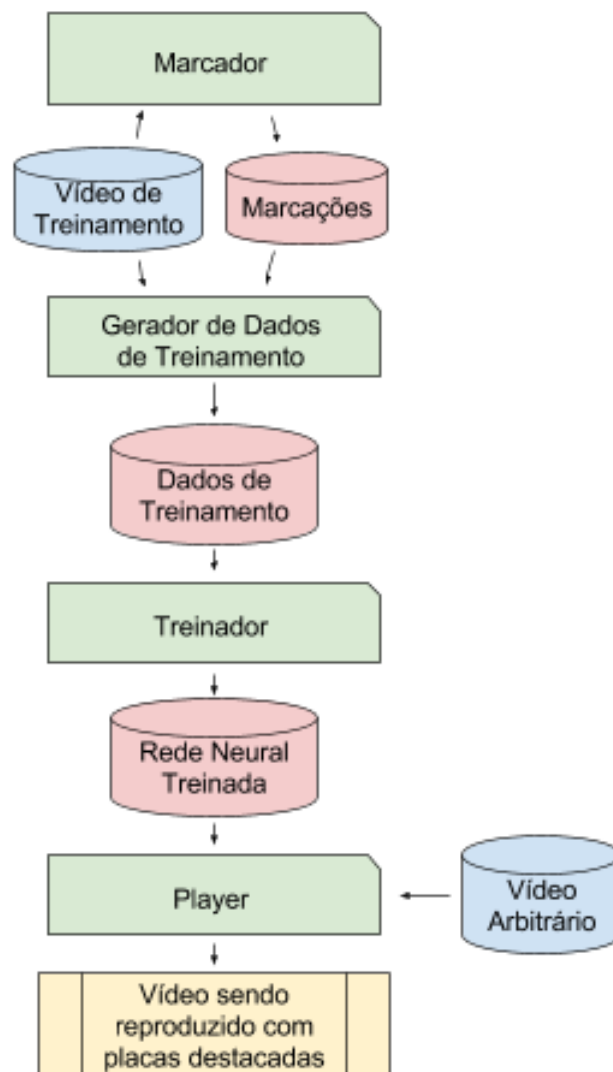 Marcador
Vídeo de
Treinamento
Marcações
Gerador de Dados
de Treinamento
Dados de
Treinamento
Treinador
Rede Neural
Treinada
Player
Vídeo
Arbitrário
Vídeo sendo
reproduzido com
placas destacadas